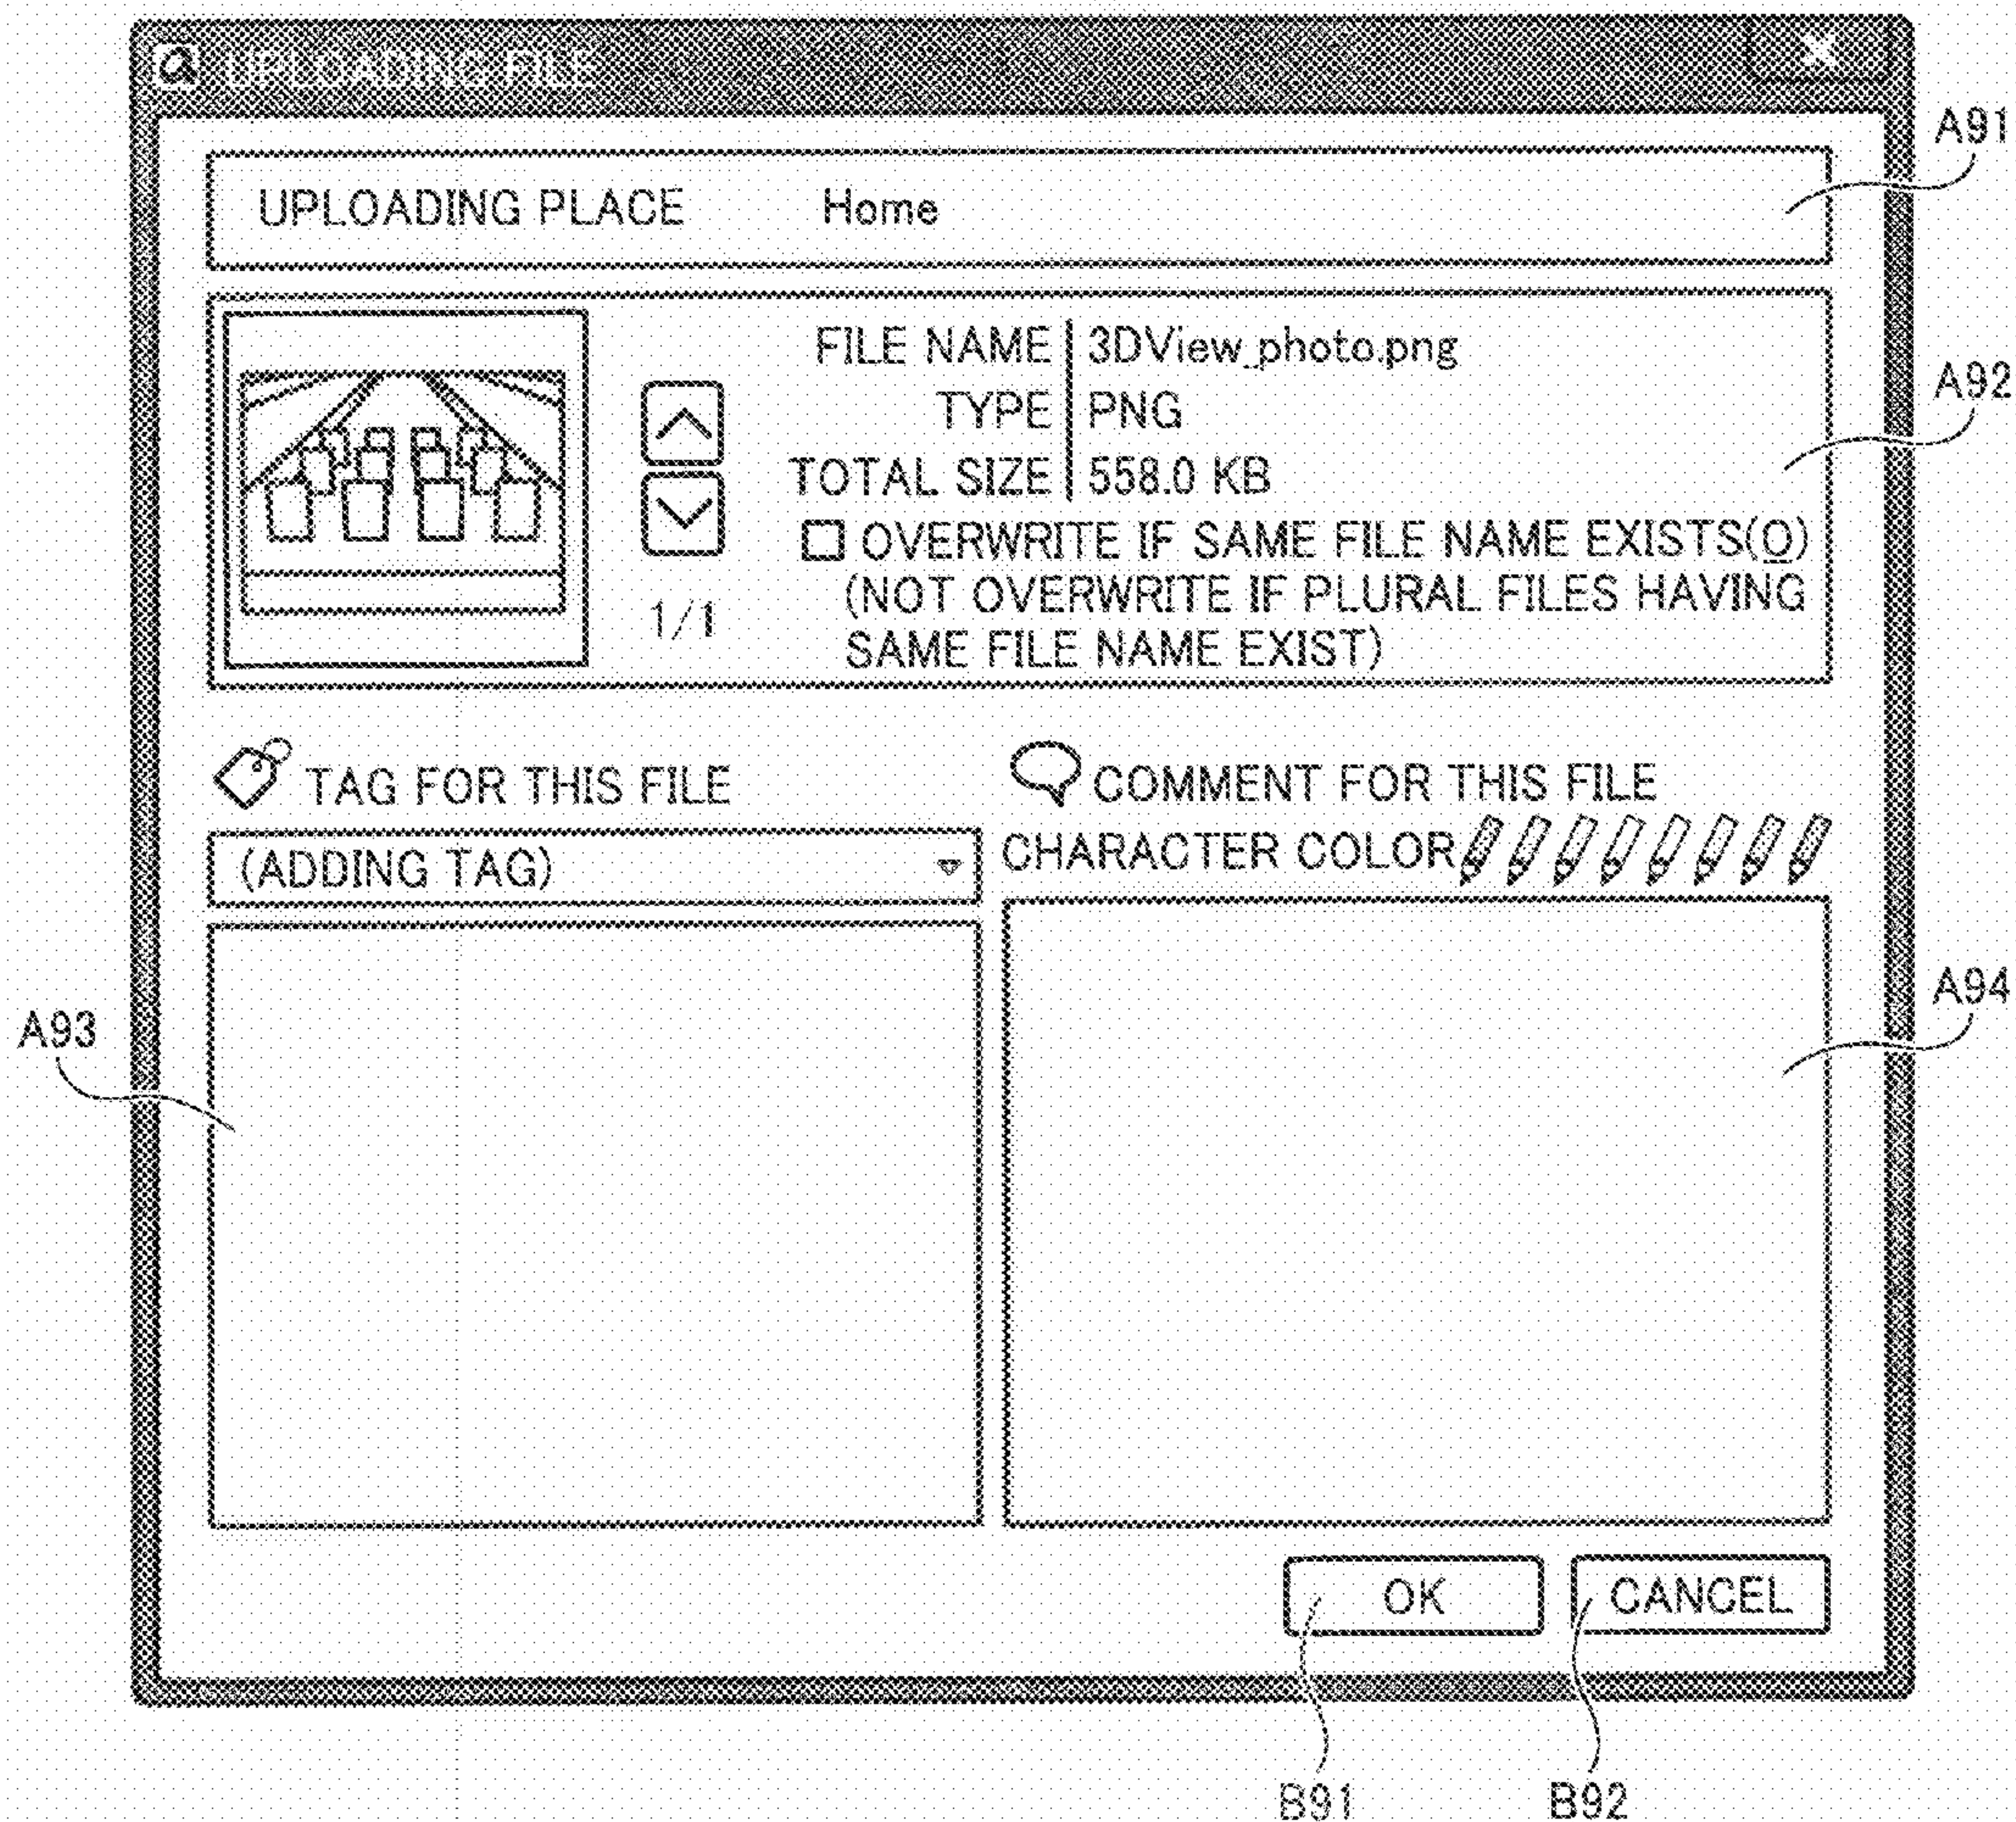 a UPLOADING FILE X
A91
UPLOADING PLACE Home
FILE NAME 3DView_photo.png
A92
TYPE PNG
TOTAL SIZE 558.0 KB
OVERWRITE IF SAME FILE NAME EXISTS(O)
(NOT OVERWRITE IF PLURAL FILES HAVING
SAME FILE NAME EXIST)
1/1
TAG FOR THIS FILE
(ADDING TAG)
COMMENT FOR THIS FILE
CHARACTER COLOR
A93
A94
OK
CANCEL
B91
B92